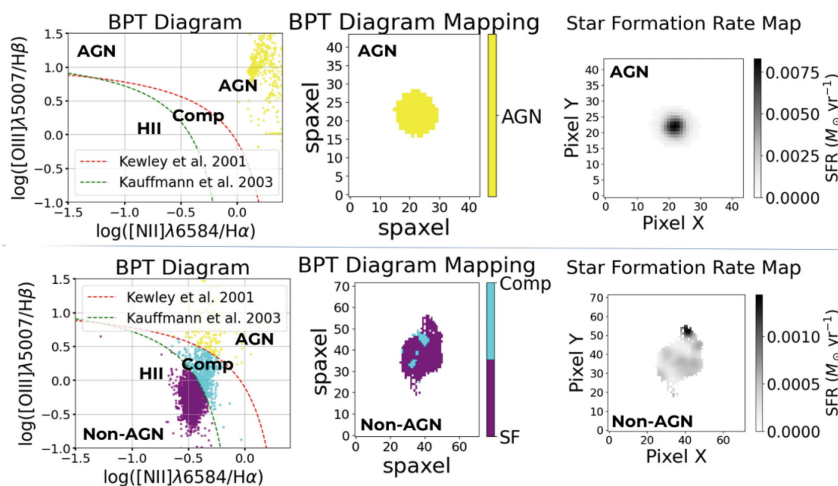 BPT Diagram
1.5
1.0
0.5
0.0
−0.5
−1.0
log([OIII]λ5007/Hβ)
AGN
AGN
Comp
HII
Kewley et al. 2001
Kauffmann et al. 2003
−1.5 −1.0 −0.5 0.0
log([NII]λ6584/Hα)
BPT Diagram Mapping
AGN
40
35
30
25
20
15
10
5
0
spaxel
0 10 20 30 40
spaxel
AGN
Star Formation Rate Map
AGN
40
35
30
25
20
15
10
5
0
Pixel Y
0 20 40
Pixel X
0.0075
0.0050
0.0025
0.0000
SFR (M⊙ yr⁻¹)
BPT Diagram
1.5
1.0
0.5
0.0
−0.5
−1.0
log([OIII]λ5007/Hβ)
Kewley et al. 2001
Kauffmann et al. 2003
AGN
Comp
HII
Non-AGN
−1.5 −1.0 −0.5 0.0
log([NII]λ6584/Hα)
BPT Diagram Mapping
70
60
50
40
30
20
10
0
spaxel
Non-AGN
0 20 40 60
spaxel
Comp
SF
Star Formation Rate Map
70
60
50
40
30
20
10
0
Pixel Y
Non-AGN
0 20 40 60
Pixel X
0.0010
0.0005
0.0000
SFR (M⊙ yr⁻¹)